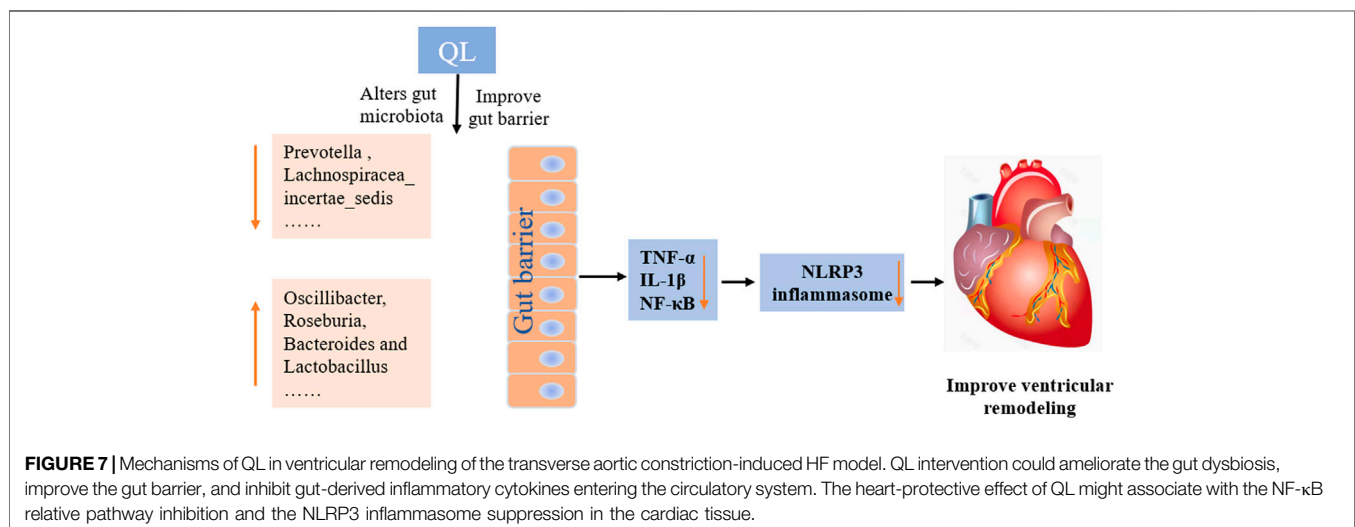 QL
Alters gut
microbiota
Improve
gut barrier
Prevotella ,
Lachnospiracea_
incertae_sedis
……
Oscillibacter,
Roseburia,
Bacteroides and
Lactobacillus
……
Gut barrier
TNF-α
IL-1β
NF-κB
NLRP3
inflammasome
Improve ventricular
remodeling
FIGURE 7 | Mechanisms of QL in ventricular remodeling of the transverse aortic constriction-induced HF model. QL intervention could ameliorate the gut dysbiosis,
improve the gut barrier, and inhibit gut-derived inflammatory cytokines entering the circulatory system. The heart-protective effect of QL might associate with the NF-κB
relative pathway inhibition and the NLRP3 inflammasome suppression in the cardiac tissue.